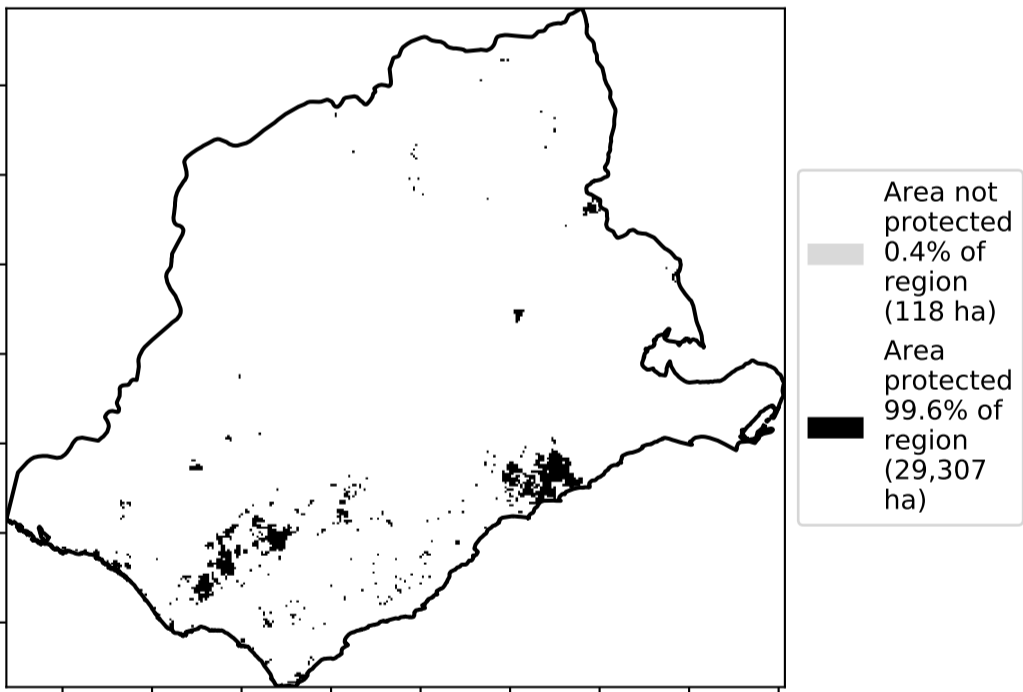 Area not
protected
0.4% of
region
(118 ha)
Area
protected
99.6% of
region
(29,307
ha)